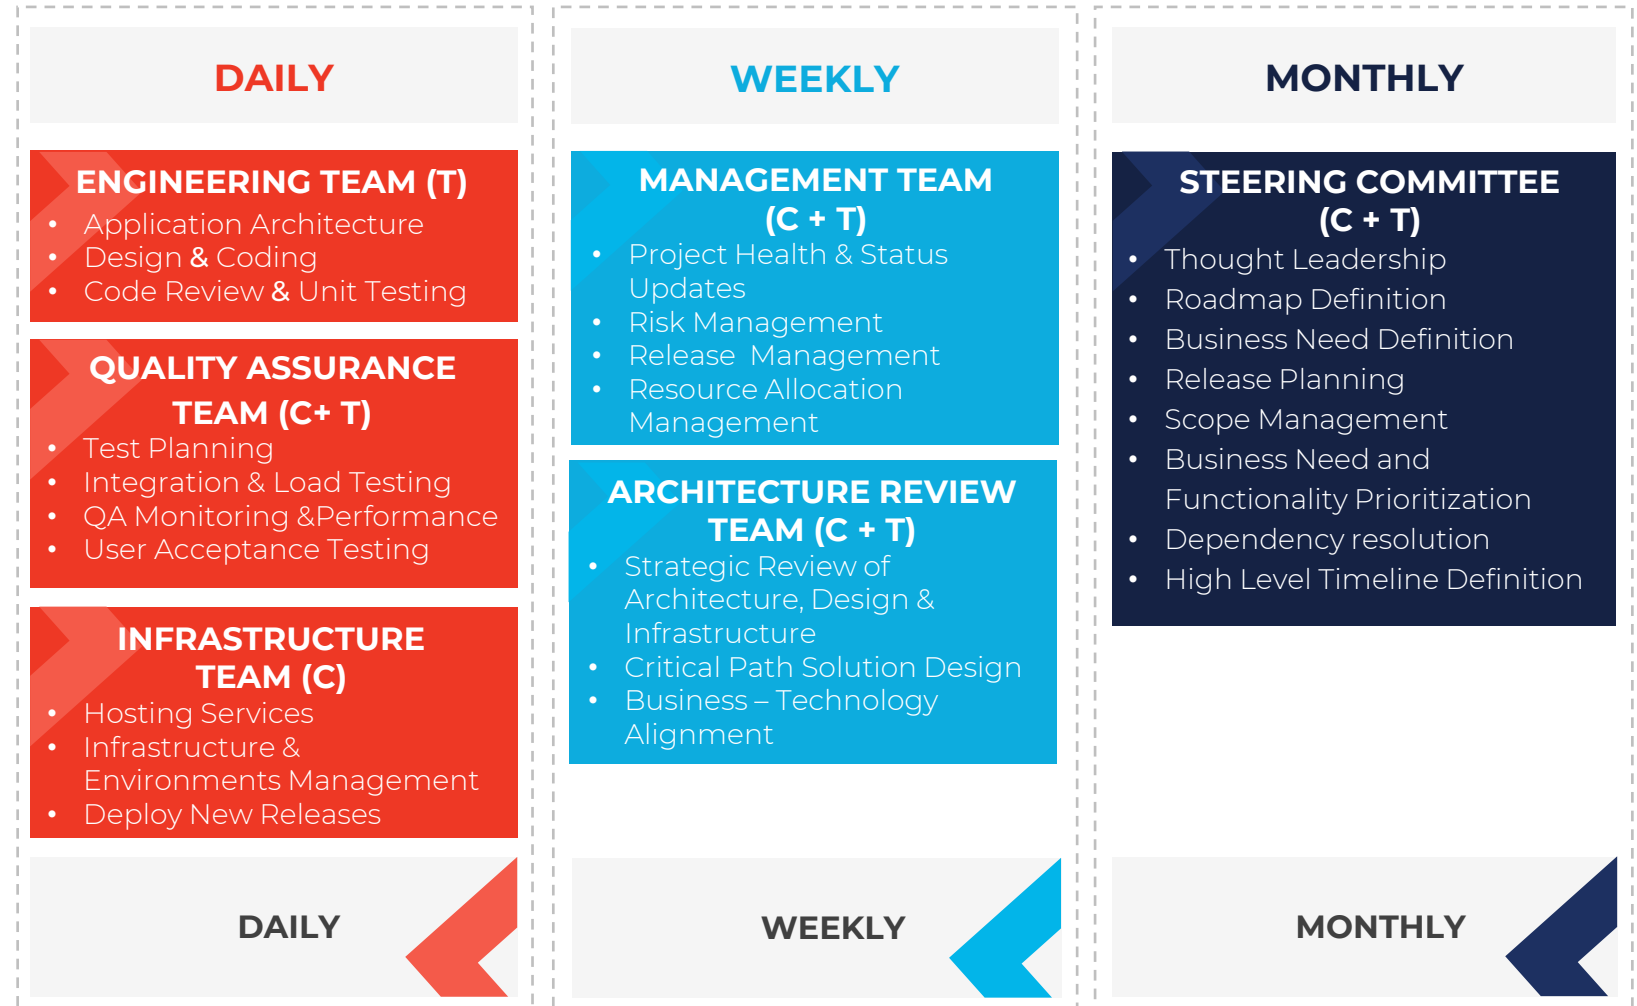 DAILY
ENGINEERING TEAM (T)
• Application Architecture
• Design & Coding
• Code Review & Unit Testing
QUALITY ASSURANCE
TEAM (C+ T)
• Test Planning
• Integration & Load Testing
• QA Monitoring &Performance
• User Acceptance Testing
INFRASTRUCTURE
TEAM (C)
• Hosting Services
• Infrastructure &
Environments Management
• Deploy New Releases
DAILY
WEEKLY
MANAGEMENT TEAM
(C + T)
• Project Health & Status
Updates
• Risk Management
• Release  Management
• Resource Allocation
Management
ARCHITECTURE REVIEW
TEAM (C + T)
• Strategic Review of
Architecture, Design &
Infrastructure
• Critical Path Solution Design
• Business – Technology
Alignment
WEEKLY
MONTHLY
STEERING COMMITTEE
(C + T)
• Thought Leadership
• Roadmap Definition
• Business Need Definition
• Release Planning
• Scope Management
• Business Need and
Functionality Prioritization
• Dependency resolution
• High Level Timeline Definition
MONTHLY